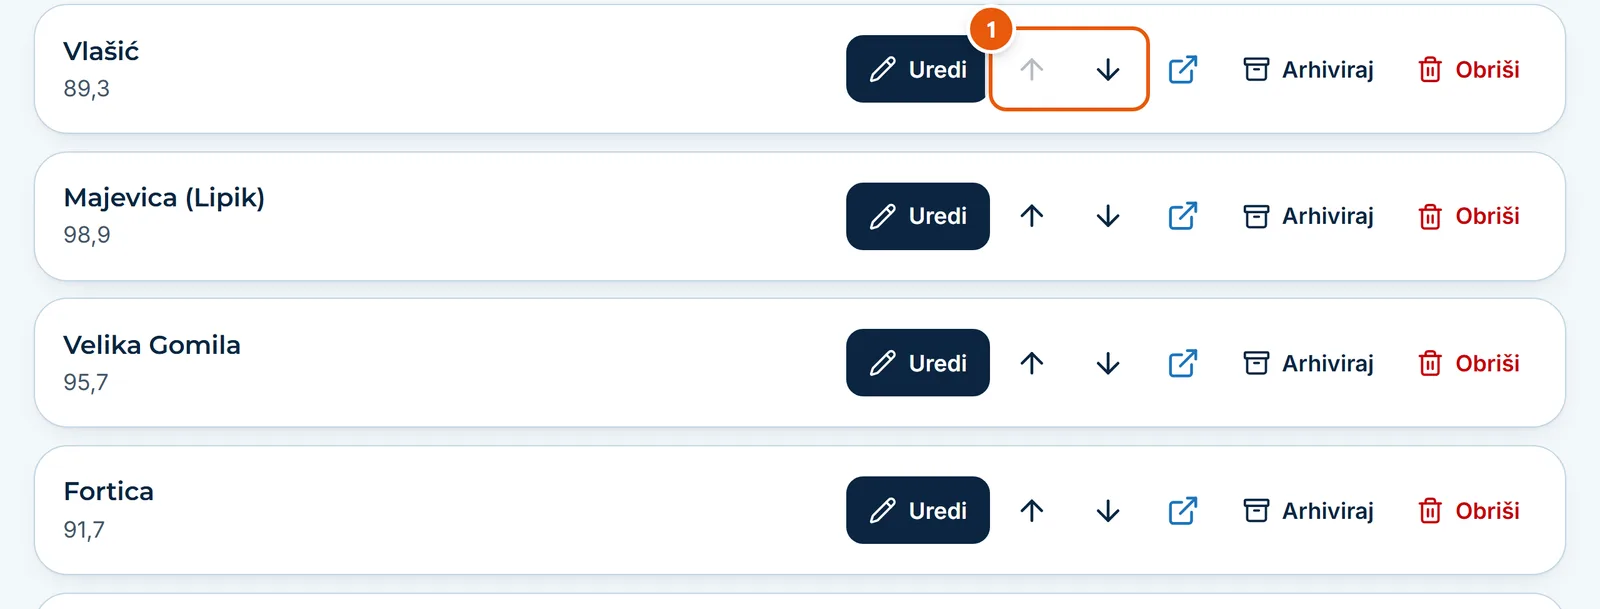 Vlašić
89,3
1
Uredi
Arhiviraj
Obriši
Majevica (Lipik)
98,9
Uredi
Arhiviraj
Obriši
Velika Gomila
95,7
Uredi
Arhiviraj
Obriši
Fortica
91,7
Uredi
Arhiviraj
Obriši